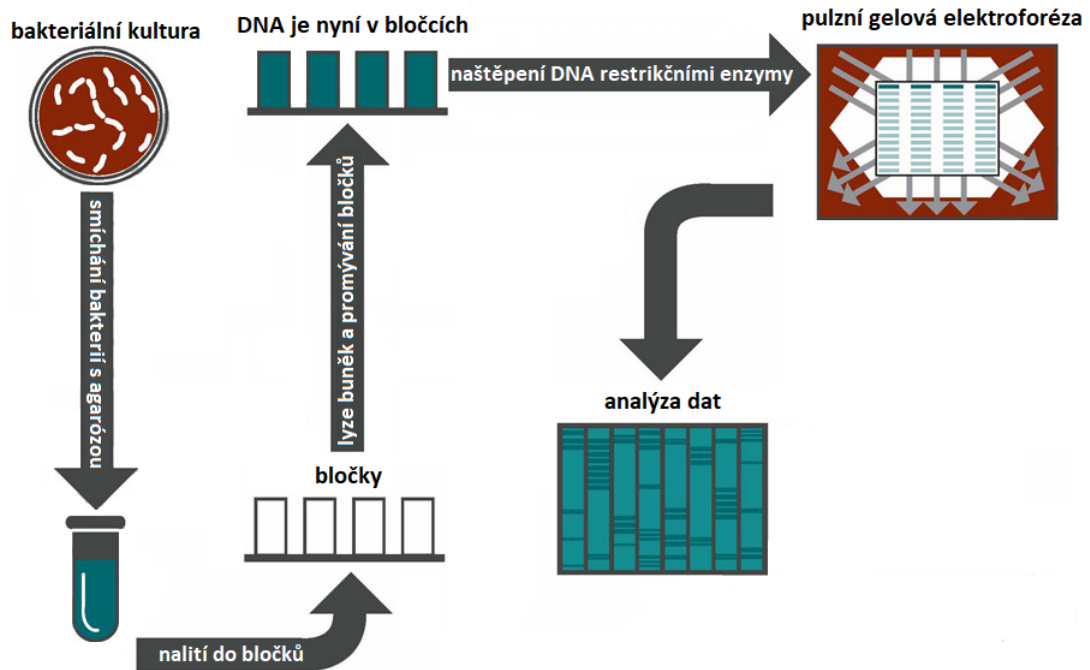 bakteriální kultura
smíchání bakterií s agarózou
nalití do bločků
bločky
lyze buněk a promývání bločků
DNA je nyní v bločcích
naštěpení DNA restrikčními enzymy
pulzní gelová elektroforéza
analýza dat